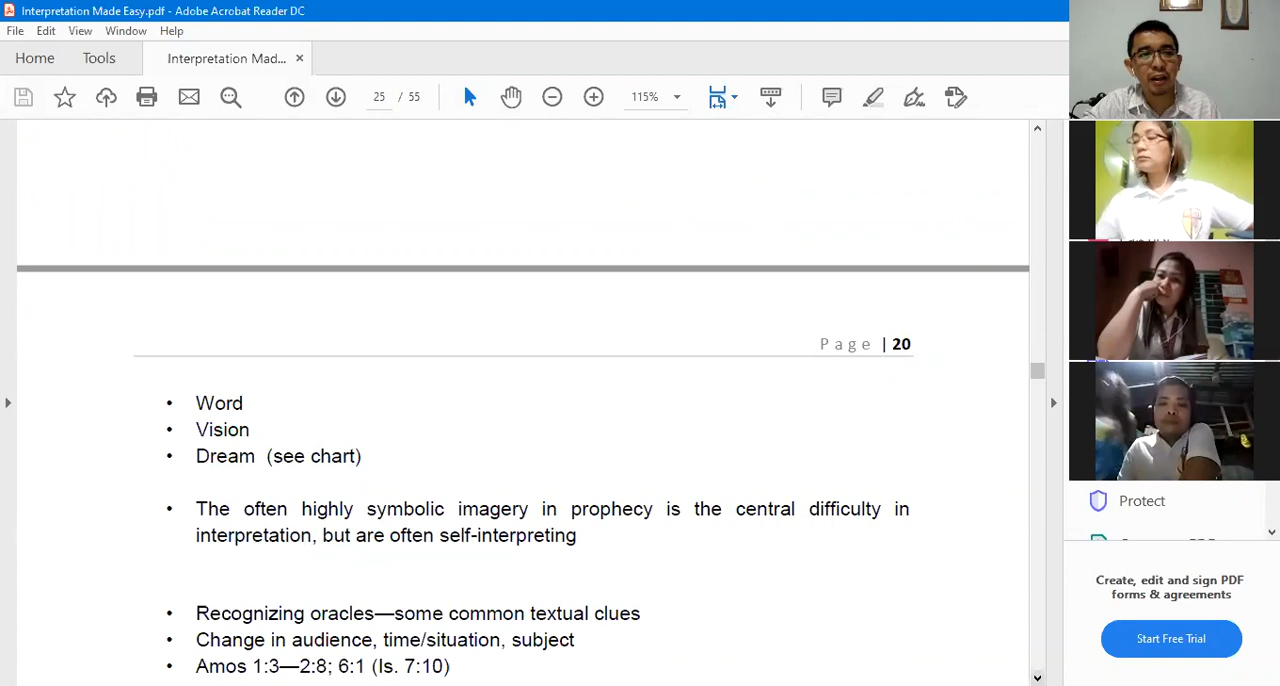 Interpretation Made Easy.pdf - Adobe Acrobat Reader DC
File Edit View Window Help
Home Tools Interpretation Mad... ×
25 / 55 115%
Page | 20
• Word
• Vision
• Dream (see chart)
• The often highly symbolic imagery in prophecy is the central difficulty in
interpretation, but are often self-interpreting
• Recognizing oracles—some common textual clues
• Change in audience, time/situation, subject
• Amos 1:3—2:8; 6:1 (Is. 7:10)
Protect
Create, edit and sign PDF
forms & agreements
Start Free Trial